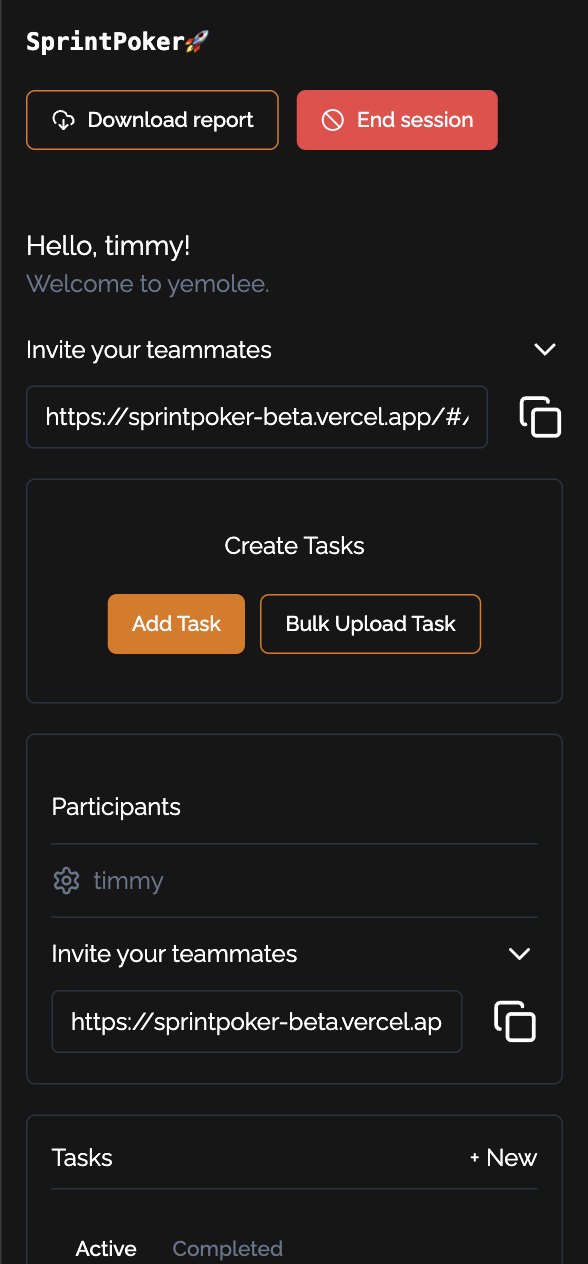 SprintPoker🚀
Download report
End session
Hello, timmy!
Welcome to yemolee.
Invite your teammates
https://sprintpoker-beta.vercel.app/#
Create Tasks
Add Task
Bulk Upload Task
Participants
timmy
Invite your teammates
https://sprintpoker-beta.vercel.ap
Tasks
+ New
Active
Completed